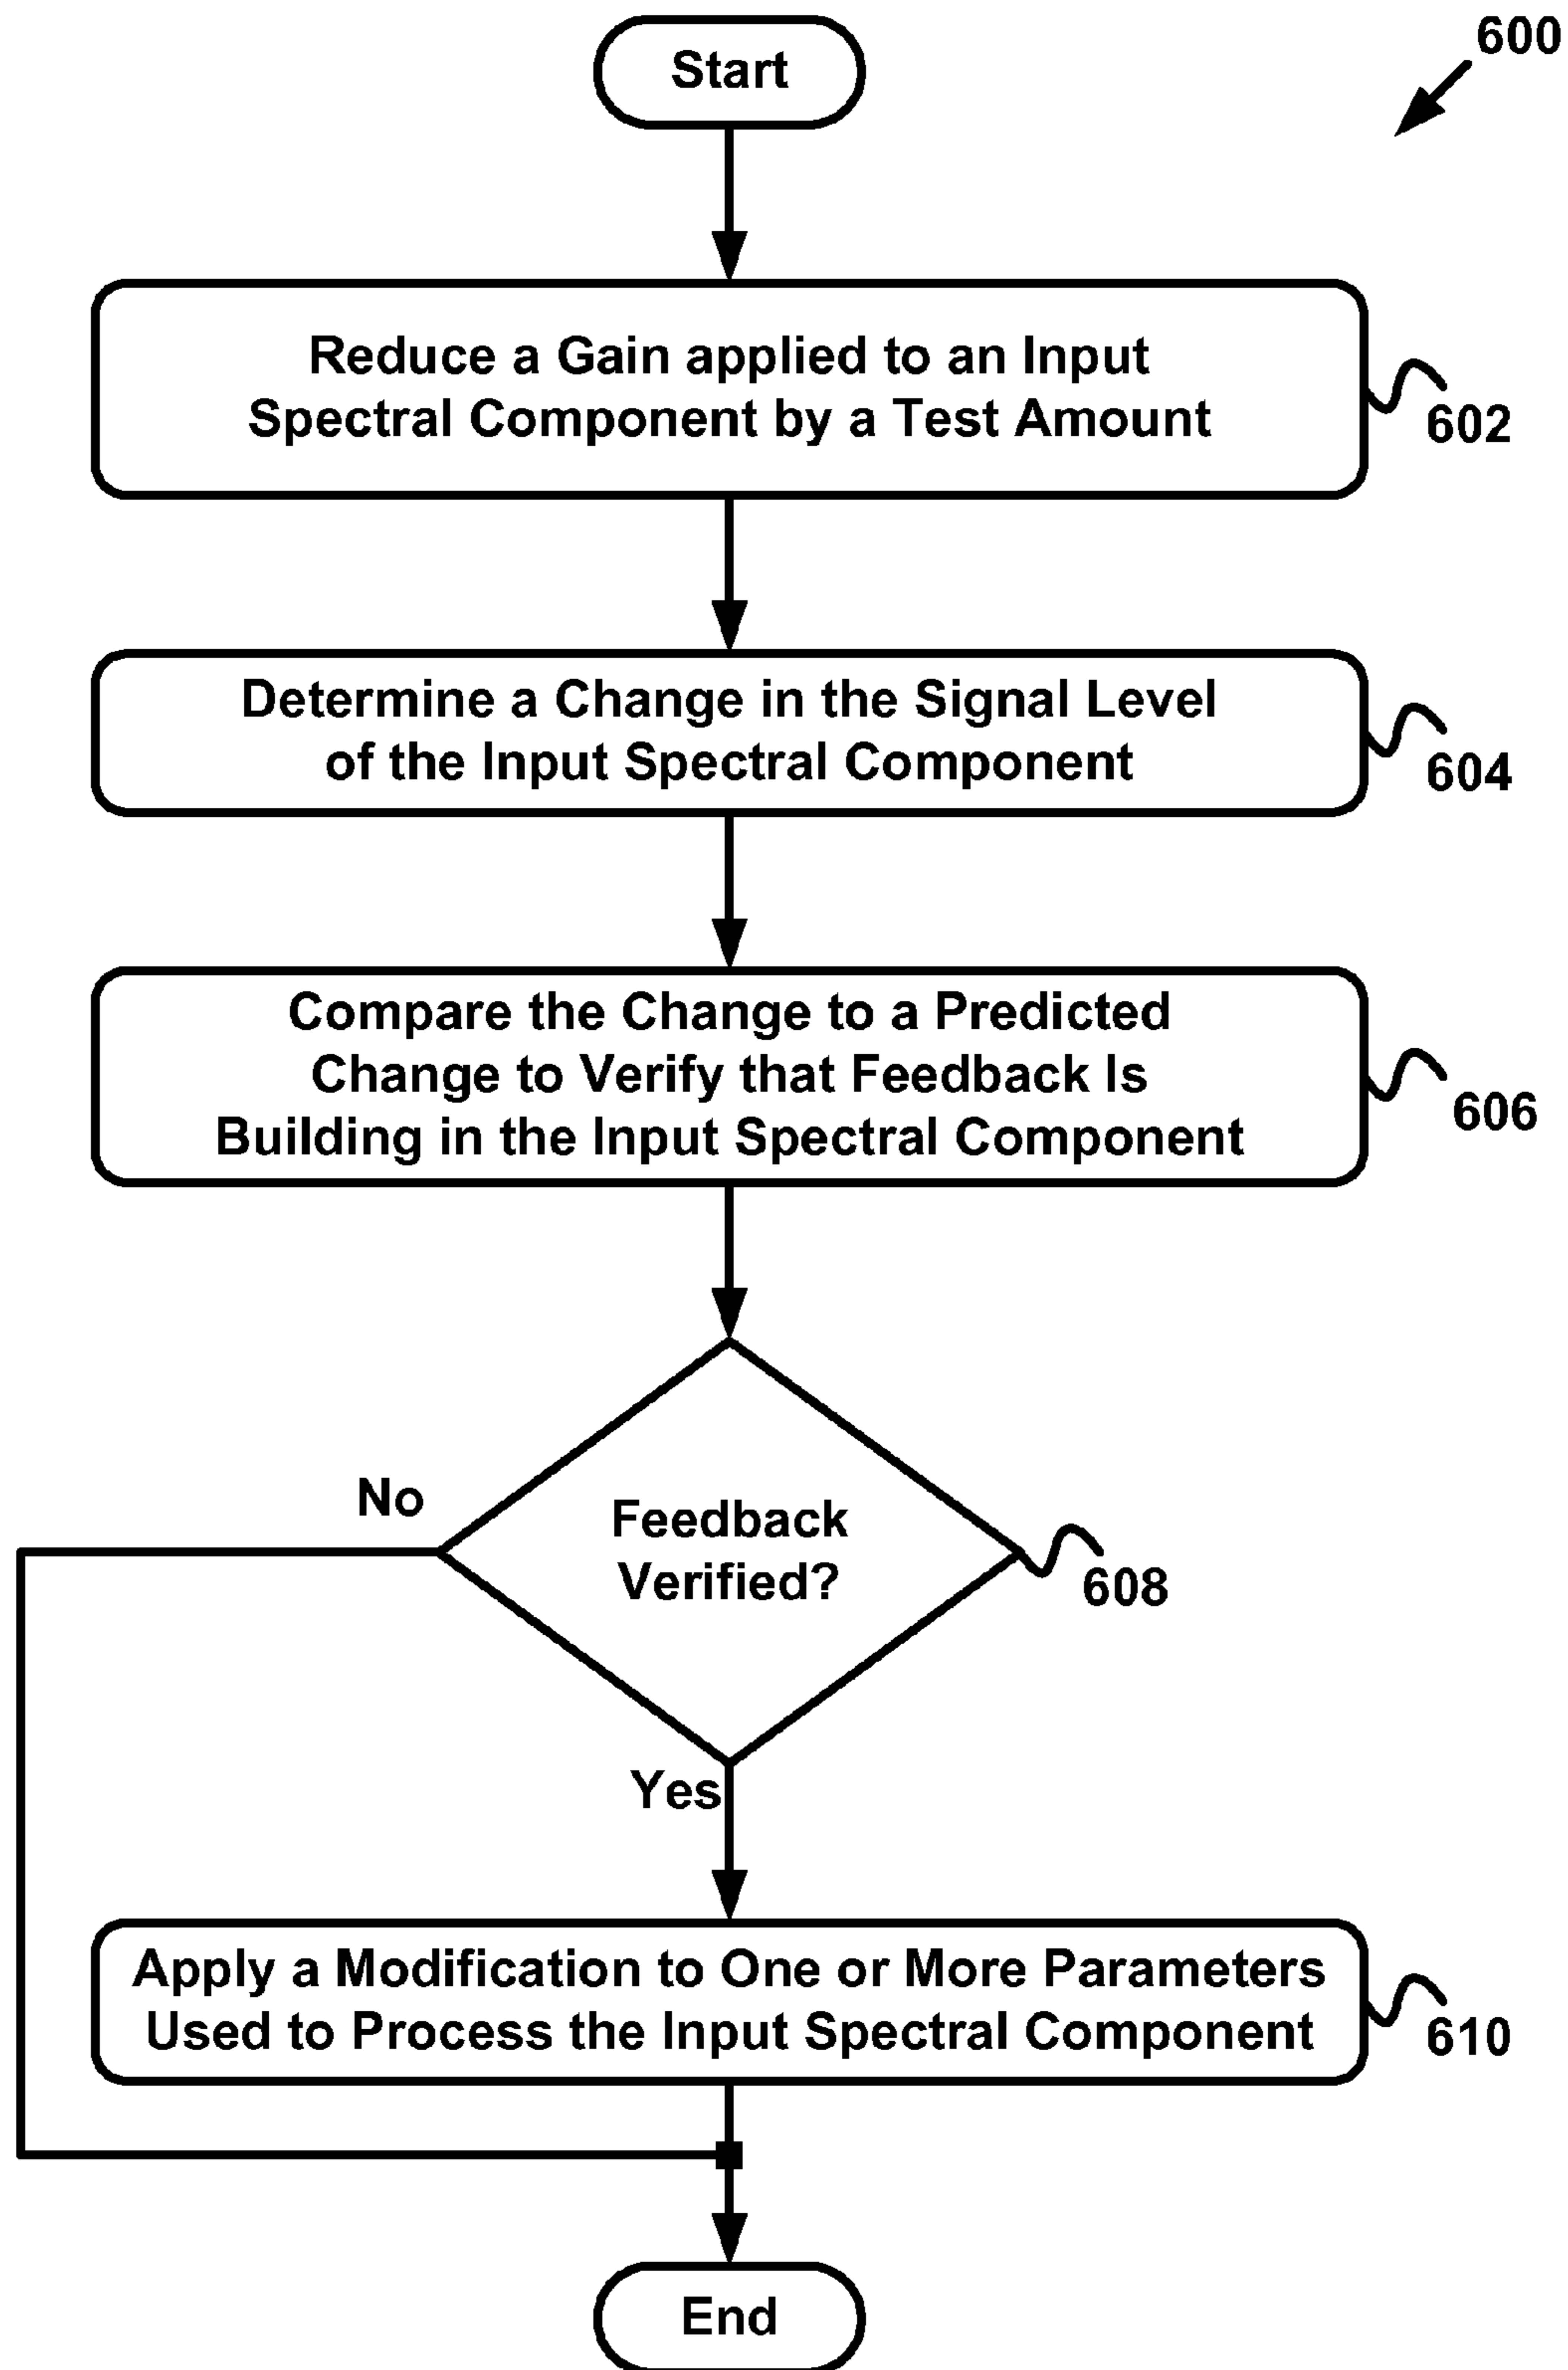 600
Start
Reduce a Gain applied to an Input
Spectral Component by a Test Amount
602
Determine a Change in the Signal Level
of the Input Spectral Component
604
Compare the Change to a Predicted
Change to Verify that Feedback Is
Building in the Input Spectral Component
606
No
Feedback
Verified?
608
Yes
Apply a Modification to One or More Parameters
Used to Process the Input Spectral Component
610
End